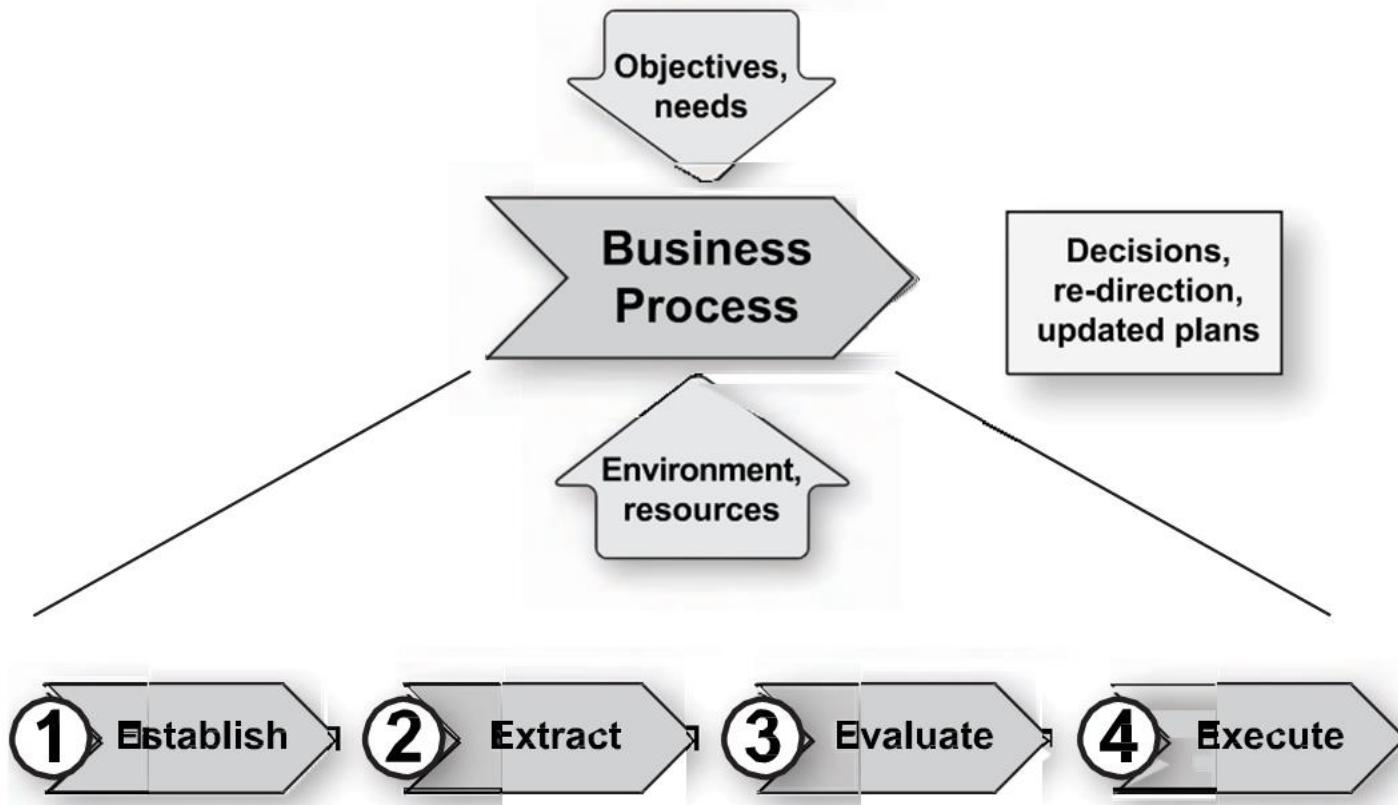 Objectives,
needs
Business
Process
Decisions,
re-direction,
updated plans
Environment,
resources
1 Establish
2 Extract
3 Evaluate
4 Execute